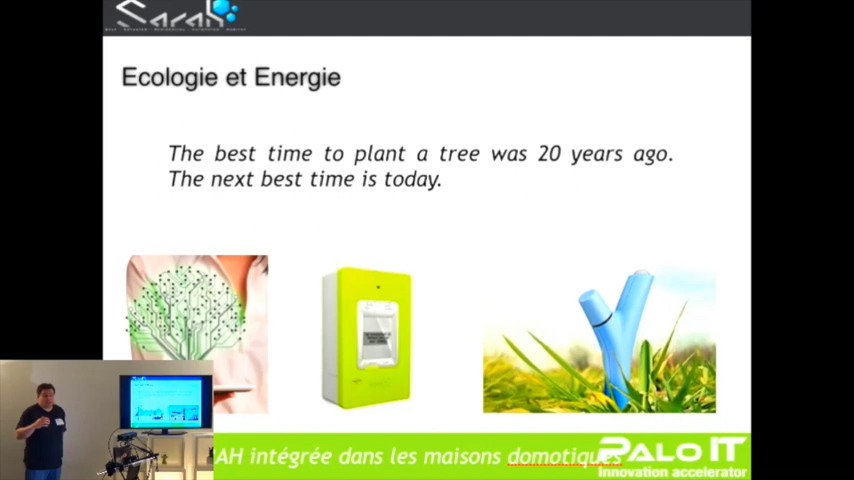 Sarah
Ecologie et Energie
The best time to plant a tree was 20 years ago.
The next best time is today.
AH intégrée dans les maisons domotiques
PALO IT
Innovation accelerator